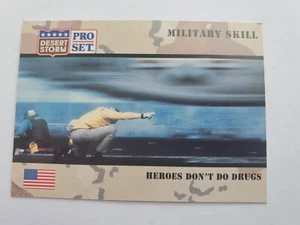 DESERT
STORM
PRO
SET.
MILITARY SKILL
HEROES DON'T DO DRUGS